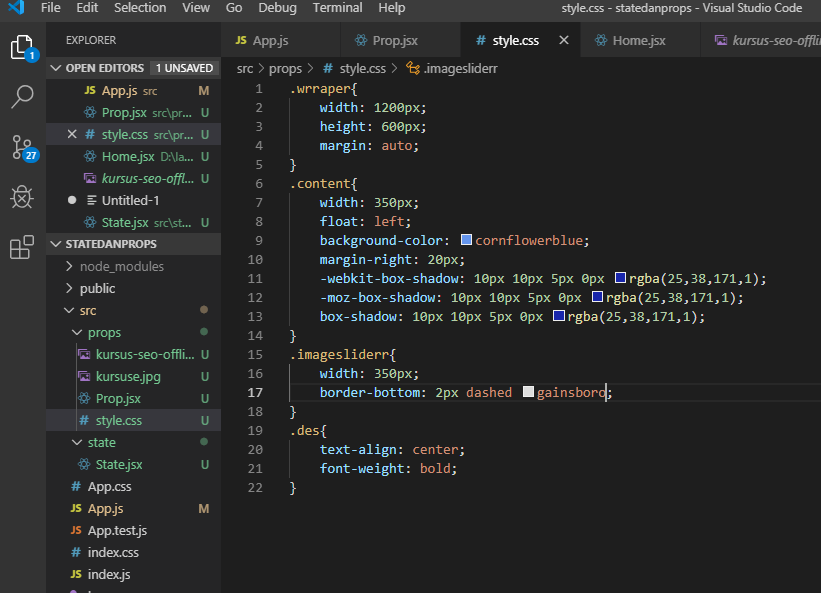 File Edit Selection View Go Debug Terminal Help style.css - statedanprops - Visual Studio Code
EXPLORER
OPEN EDITORS 1 UNSAVED
JS App.js src M
Prop.jsx src\pr... U
# style.css src\pr... U
Home.jsx D:\la... U
kursus-seo-offl... U
Untitled-1
State.jsx src\st... U
STATEDANPROPS
node_modules
public
src
props
kursus-seo-offli... U
kursuse.jpg U
Prop.jsx U
# style.css U
state
State.jsx U
# App.css
JS App.js M
JS App.test.js
# index.css
JS index.js
1
27
JS App.js Prop.jsx # style.css Home.jsx kursus-seo-offlin
src > props > # style.css > .imagesliderr
1 .wrraper{
2 width: 1200px;
3 height: 600px;
4 margin: auto;
5 }
6 .content{
7 width: 350px;
8 float: left;
9 background-color: cornflowerblue;
10 margin-right: 20px;
11 -webkit-box-shadow: 10px 10px 5px 0px rgba(25,38,171,1);
12 -moz-box-shadow: 10px 10px 5px 0px rgba(25,38,171,1);
13 box-shadow: 10px 10px 5px 0px rgba(25,38,171,1);
14 }
15 .imagesliderr{
16 width: 350px;
17 border-bottom: 2px dashed gainsboro;
18 }
19 .des{
20 text-align: center;
21 font-weight: bold;
22 }